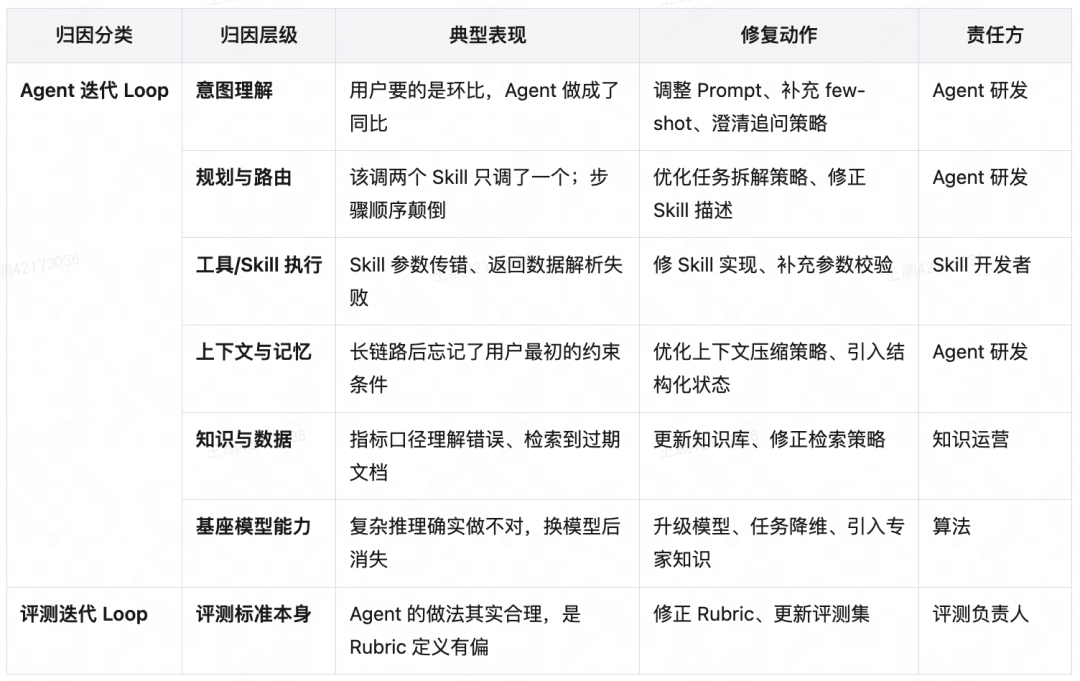 归因分类 归因层级 典型表现 修复动作 责任方
Agent 迭代 Loop 意图理解 用户要的是环比，Agent 做成了 调整 Prompt、补充 few- Agent 研发
同比 shot、澄清追问策略
规划与路由 该调两个 Skill 只调了一个；步 优化任务拆解策略、修正 Agent 研发
骤顺序颠倒 Skill 描述
工具/Skill 执行 Skill 参数传错、返回数据解析失 修 Skill 实现、补充参数校验 Skill 开发者
败
上下文与记忆 长链路后忘记了用户最初的约束 优化上下文压缩策略、引入结 Agent 研发
条件 构化状态
知识与数据 指标口径理解错误、检索到过期 更新知识库、修正检索策略 知识运营
文档
基座模型能力 复杂推理确实做不对，换模型后 升级模型、任务降维、引入专 算法
消失 家知识
评测迭代 Loop 评测标准本身 Agent 的做法其实合理，是 修正 Rubric、更新评测集 评测负责人
Rubric 定义有偏